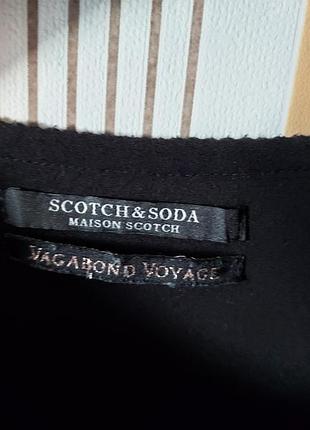 SCOTCH & SODA
MAISON SCOTCH
VAGABOND VOYAGE